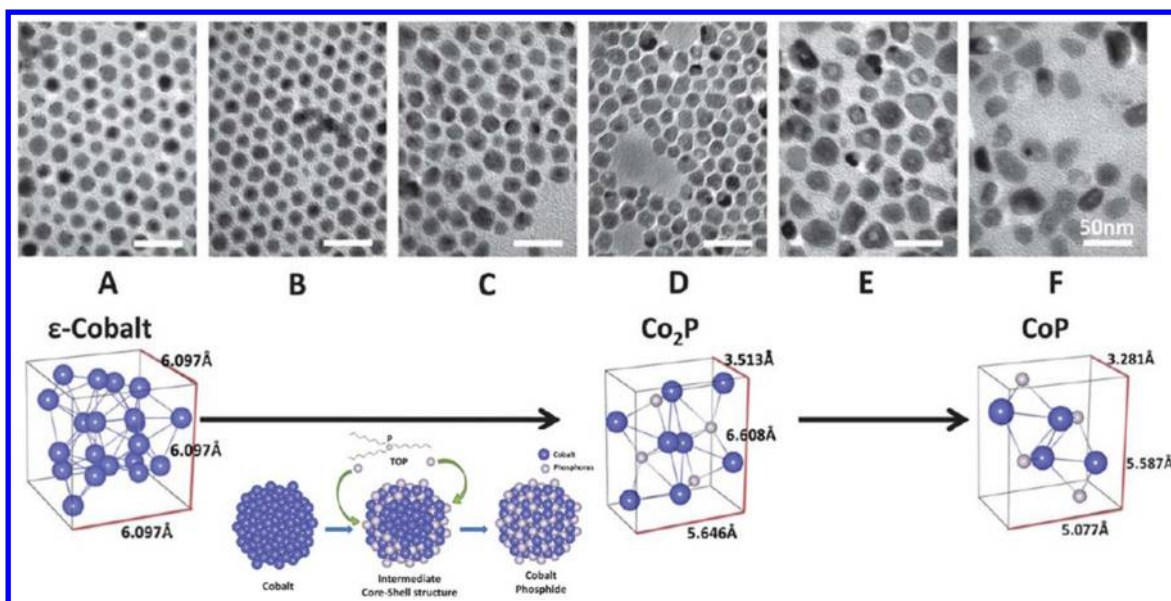 50nm
A B C D E F
ε-Cobalt
Co₂P
CoP
6.097Å
6.097Å
6.097Å
P
TOP
Cobalt
Phosphorus
Cobalt
Intermediate
Core-Shell structure
Cobalt
Phosphide
3.513Å
6.608Å
5.646Å
3.281Å
5.587Å
5.077Å